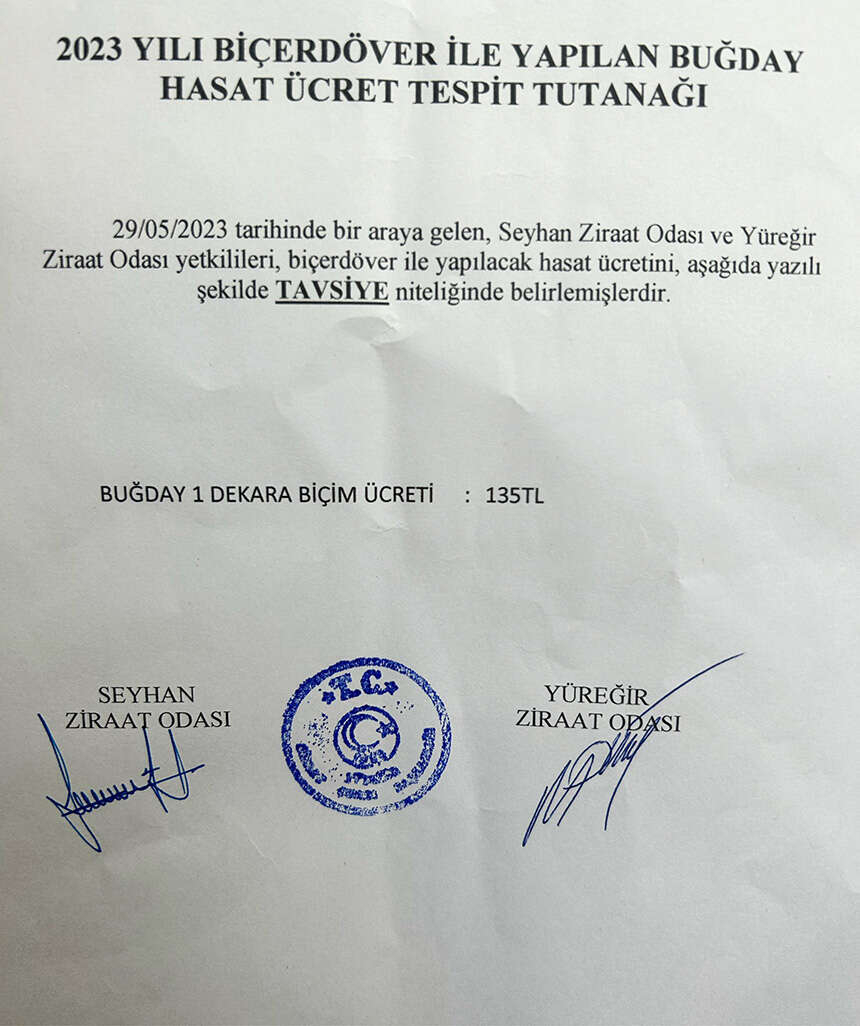 2023 YILI BİÇERDÖVER İLE YAPILAN BUĞDAY
HASAT ÜCRET TESPİT TUTANAĞI
29/05/2023 tarihinde bir araya gelen, Seyhan Ziraat Odası ve Yüreğir
Ziraat Odası yetkilileri, biçerdöver ile yapılacak hasat ücretini, aşağıda yazılı
şekilde TAVSİYE niteliğinde belirlemişlerdir.
BUĞDAY 1 DEKARA BİÇİM ÜCRETİ : 135TL
SEYHAN
ZİRAAT ODASI
T.C.
YÜREĞİR
ZİRAAT ODASI